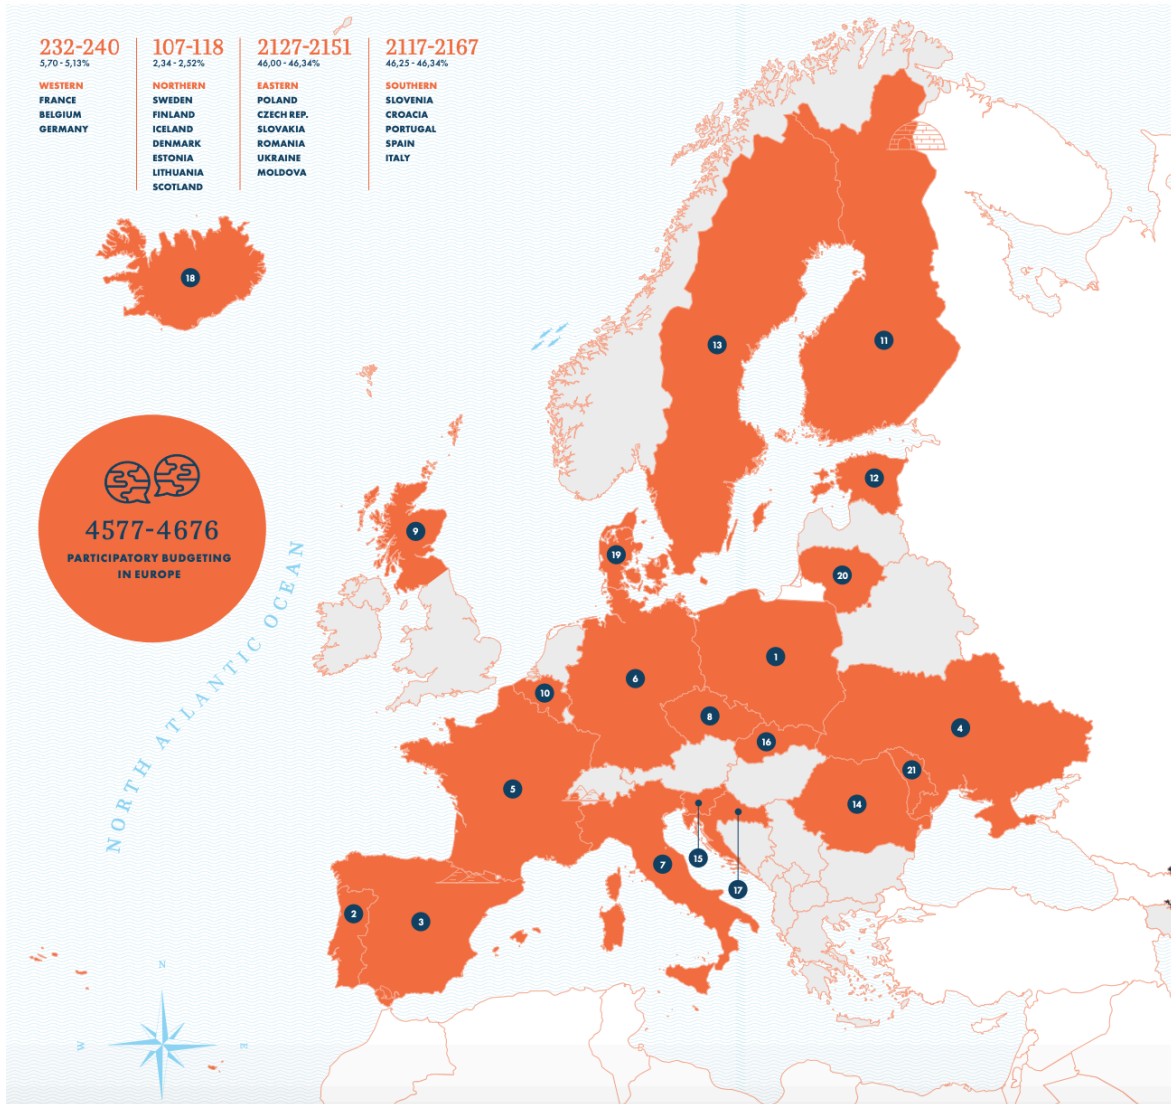 232-240
5,70 - 5,13%
WESTERN
FRANCE
BELGIUM
GERMANY
107-118
2,34 - 2,52%
NORTHERN
SWEDEN
FINLAND
ICELAND
DENMARK
ESTONIA
LITHUANIA
SCOTLAND
2127-2151
46,00 - 46,34%
EASTERN
POLAND
CZECH REP.
SLOVAKIA
ROMANIA
UKRAINE
MOLDOVA
2117-2167
46,25 - 46,34%
SOUTHERN
SLOVENIA
CROACIA
PORTUGAL
SPAIN
ITALY
18
13
11
4577-4676
PARTICIPATORY BUDGETING
IN EUROPE
NORTH ATLANTIC OCEAN
12
9
19
20
1
6
10
8
4
16
21
5
14
15
7
17
2
3
N
W
E